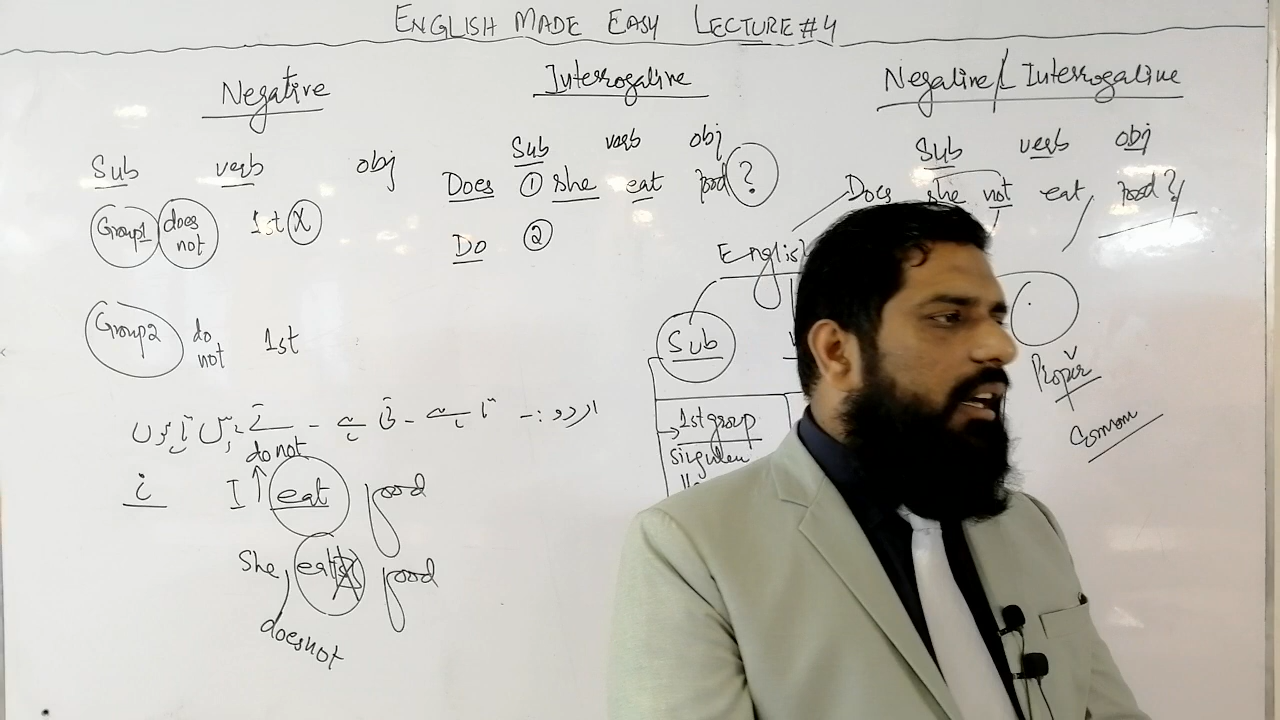 ENGLISH MADE EASY LECTURE #4
Negative
Sub verb obj
Group1 does not 1st x
Group2 do not 1st
اردو :- تا ہے - تی ہے - تے ہیں
i I eat food
do not
She eats food
does not
Interrogative
Sub verb obj
Does ① She eat food ?
Do ②
Negative / Interrogative
Sub verb obj
Does she not eat food ?
English
Sub
1st group
singular
Proper
Common